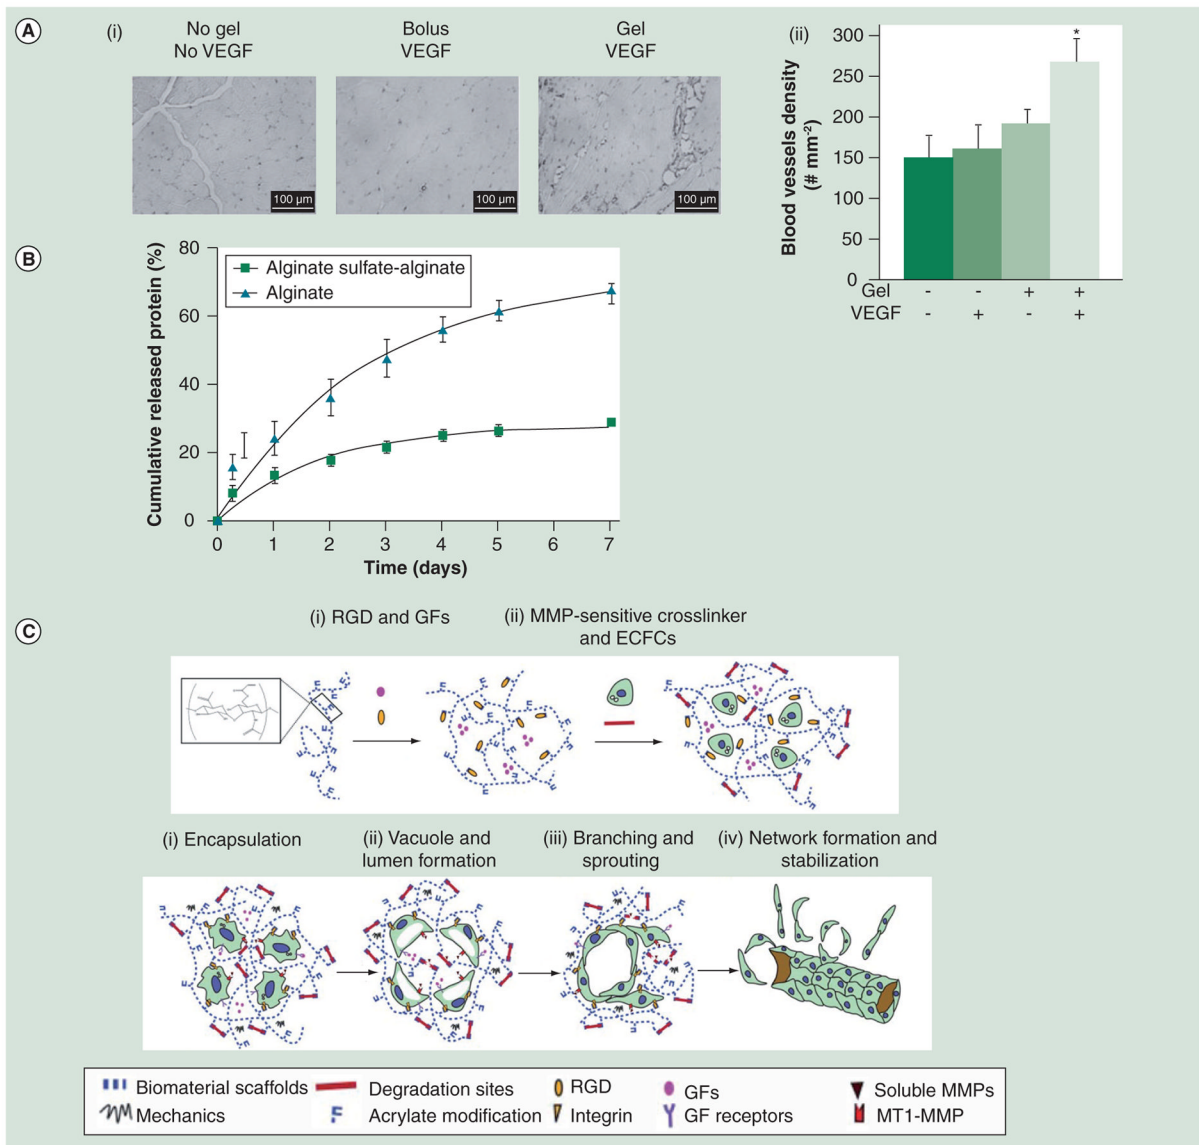 A
(i)
No gel
No VEGF
Bolus
VEGF
Gel
VEGF
100 µm
100 µm
100 µm
(ii)
Blood vessels density
(# mm-2)
300
250
200
150
100
50
0
*
Gel - - + +
VEGF - + - +
B
Cumulative released protein (%)
80
60
40
20
0
Alginate sulfate-alginate
Alginate
0 1 2 3 4 5 6 7
Time (days)
C
(i) RGD and GFs
(ii) MMP-sensitive crosslinker
and ECFCs
(i) Encapsulation
(ii) Vacuole and
lumen formation
(iii) Branching and
sprouting
(iv) Network formation and
stabilization
Biomaterial scaffolds
Degradation sites
RGD
GFs
Soluble MMPs
Mechanics
Acrylate modification
Integrin
GF receptors
MT1-MMP